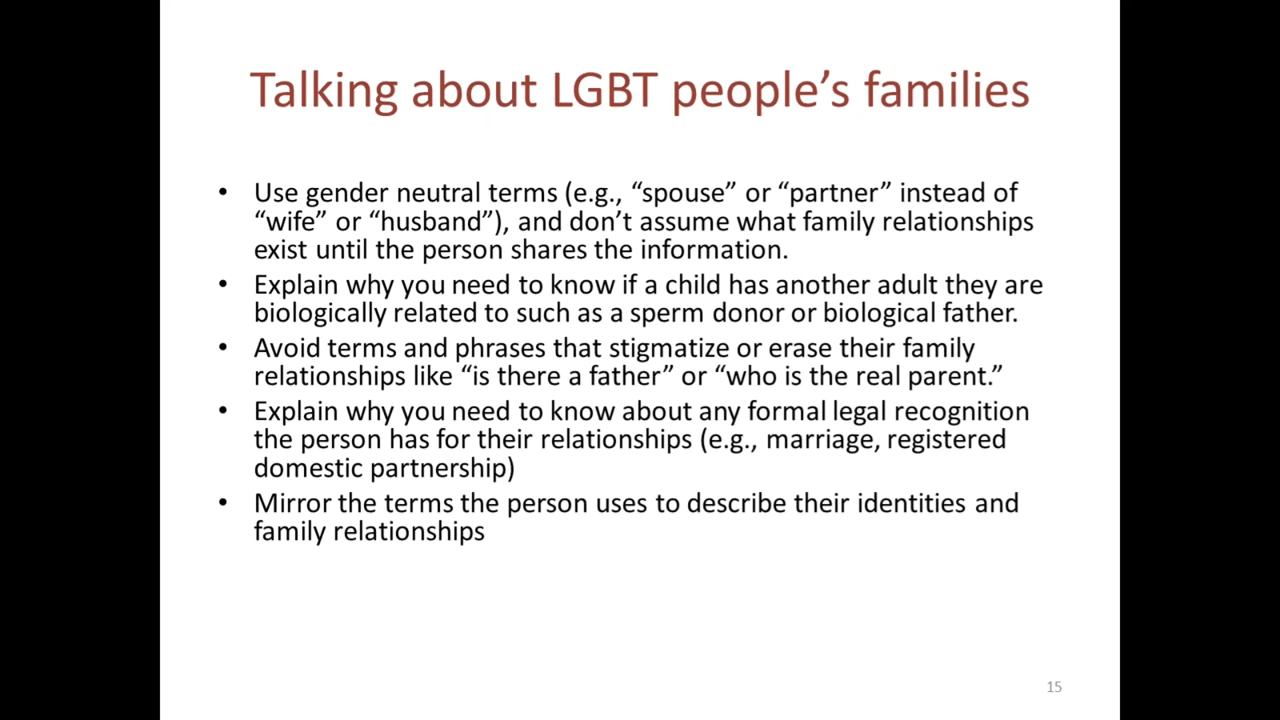 Talking about LGBT people’s families
• Use gender neutral terms (e.g., “spouse” or “partner” instead of
“wife” or “husband”), and don’t assume what family relationships
exist until the person shares the information.
• Explain why you need to know if a child has another adult they are
biologically related to such as a sperm donor or biological father.
• Avoid terms and phrases that stigmatize or erase their family
relationships like “is there a father” or “who is the real parent.”
• Explain why you need to know about any formal legal recognition
the person has for their relationships (e.g., marriage, registered
domestic partnership)
• Mirror the terms the person uses to describe their identities and
family relationships
15